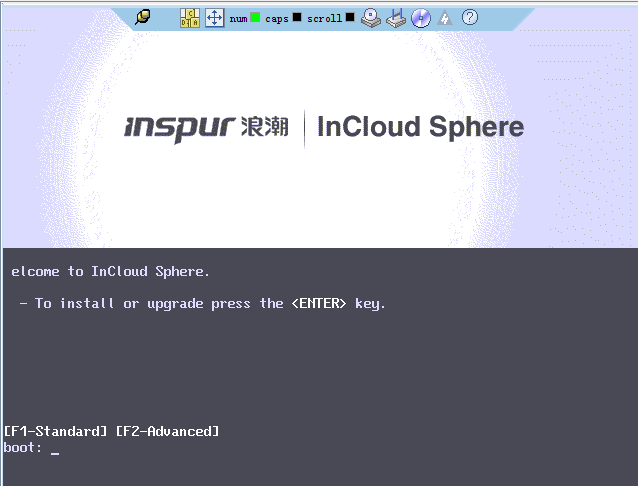 num caps scroll
inspur 浪潮 InCloud Sphere
elcome to InCloud Sphere.
- To install or upgrade press the <ENTER> key.
[F1-Standard] [F2-Advanced]
boot: _